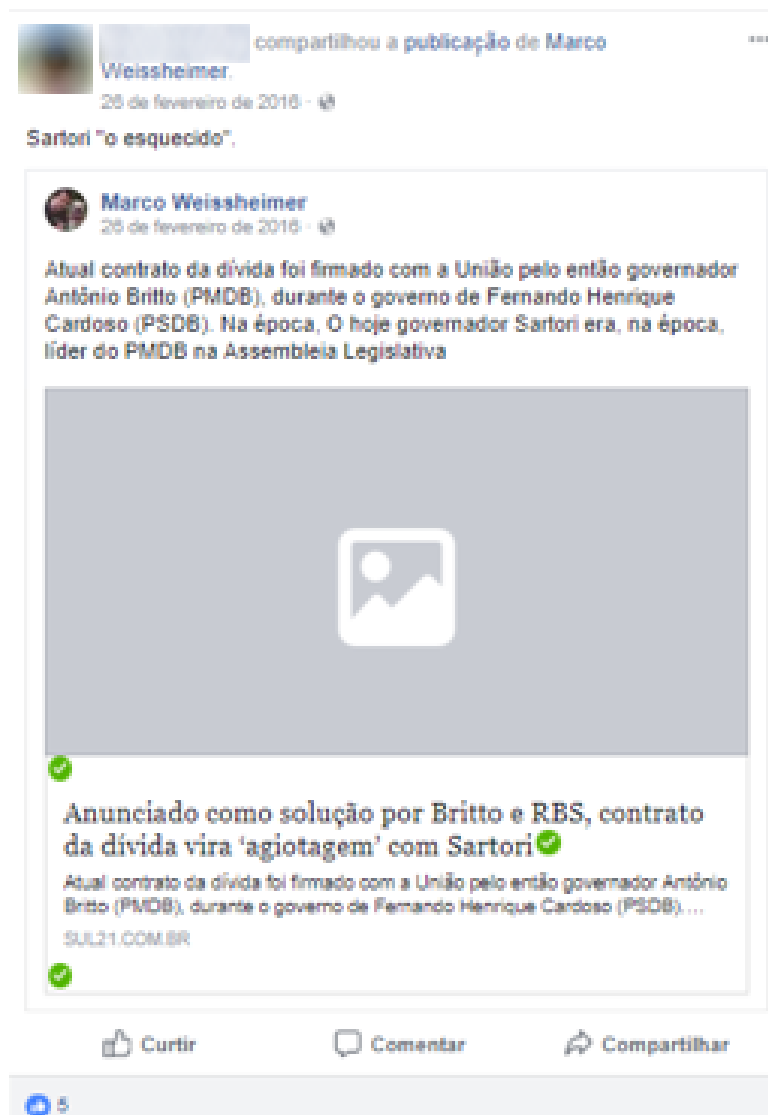 compartilhou a publicação de Marco
Weissheimer.
26 de fevereiro de 2016 ·
Sartori "o esquecido".
Marco Weissheimer
26 de fevereiro de 2016 ·
Atual contrato da dívida foi firmado com a União pelo então governador
Antônio Britto (PMDB), durante o governo de Fernando Henrique
Cardoso (PSDB). Na época, O hoje governador Sartori era, na época,
líder do PMDB na Assembleia Legislativa
Anunciado como solução por Britto e RBS, contrato
da dívida vira ‘agiotagem’ com Sartori
Atual contrato da dívida foi firmado com a União pelo então governador Antônio
Britto (PMDB), durante o governo de Fernando Henrique Cardoso (PSDB)....
SUL21.COM.BR
Curtir
Comentar
Compartilhar
5